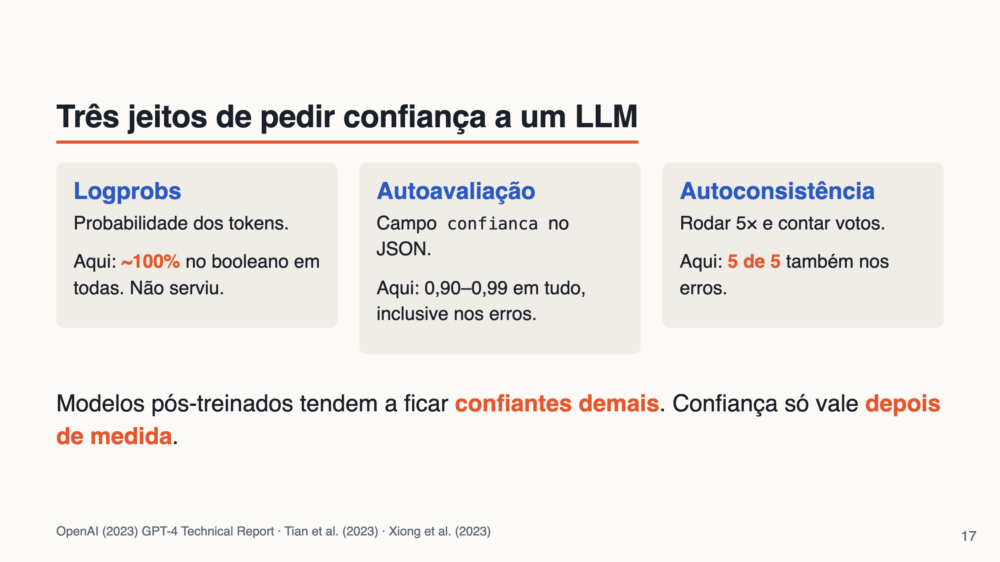 Três jeitos de pedir confiança a um LLM
Logprobs
Probabilidade dos tokens.
Aqui: ~100% no booleano em
todas. Não serviu.
Autoavaliação
Campo confianca no
JSON.
Aqui: 0,90–0,99 em tudo,
inclusive nos erros.
Autoconsistência
Rodar 5× e contar votos.
Aqui: 5 de 5 também nos
erros.
Modelos pós-treinados tendem a ficar confiantes demais. Confiança só vale depois
de medida.
OpenAI (2023) GPT-4 Technical Report · Tian et al. (2023) · Xiong et al. (2023)
17